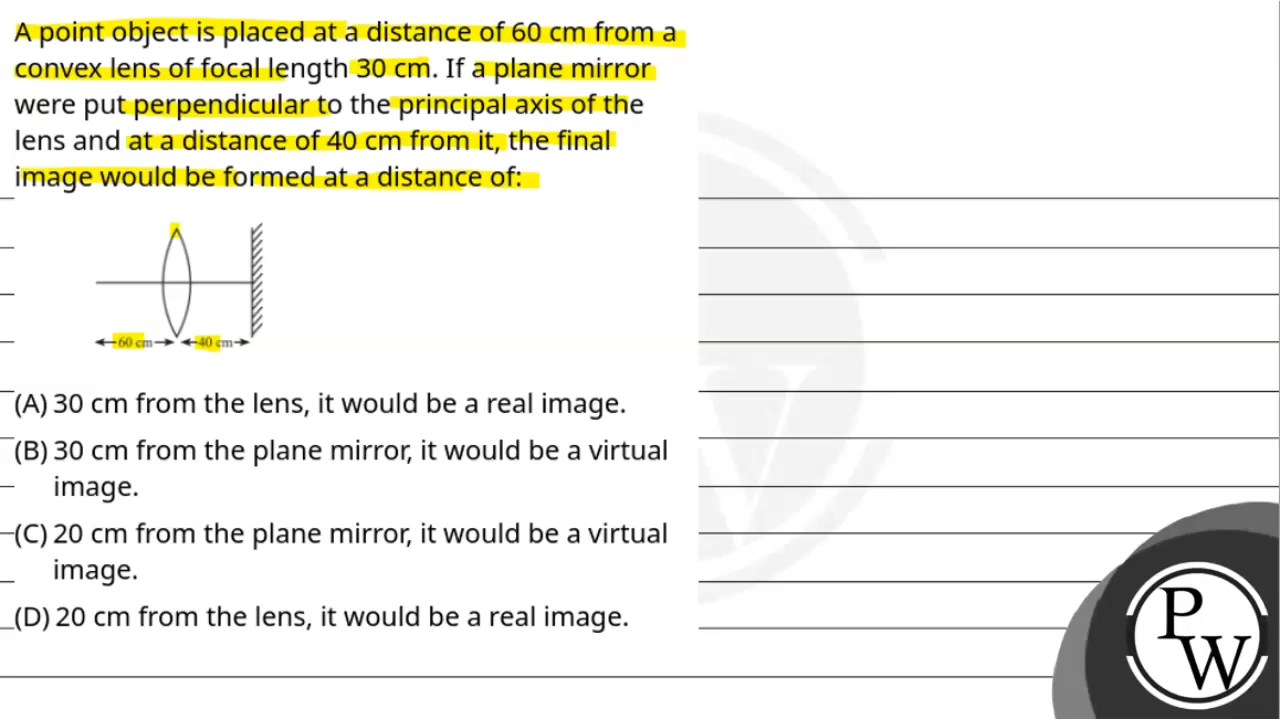 A point object is placed at a distance of 60 cm from a
convex lens of focal length 30 cm. If a plane mirror
were put perpendicular to the principal axis of the
lens and at a distance of 40 cm from it, the final
image would be formed at a distance of:
60 cm 40 cm
(A) 30 cm from the lens, it would be a real image.
(B) 30 cm from the plane mirror, it would be a virtual
image.
(C) 20 cm from the plane mirror, it would be a virtual
image.
(D) 20 cm from the lens, it would be a real image.
P
W